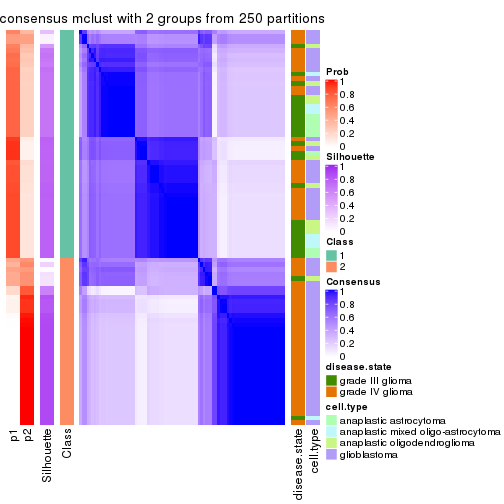 consensus mclust with 2 groups from 250 partitions
Prob
1
0.8
0.6
0.4
0.2
0
Silhouette
1
0.8
0.6
0.4
0.2
0
Class
1
2
Consensus
1
0.8
0.6
0.4
0.2
0
disease.state
grade III glioma
grade IV glioma
cell.type
anaplastic astrocytoma
anaplastic mixed oligo-astrocytoma
anaplastic oligodendroglioma
glioblastoma
p1
p2
Silhouette
Class
disease.state
cell.type